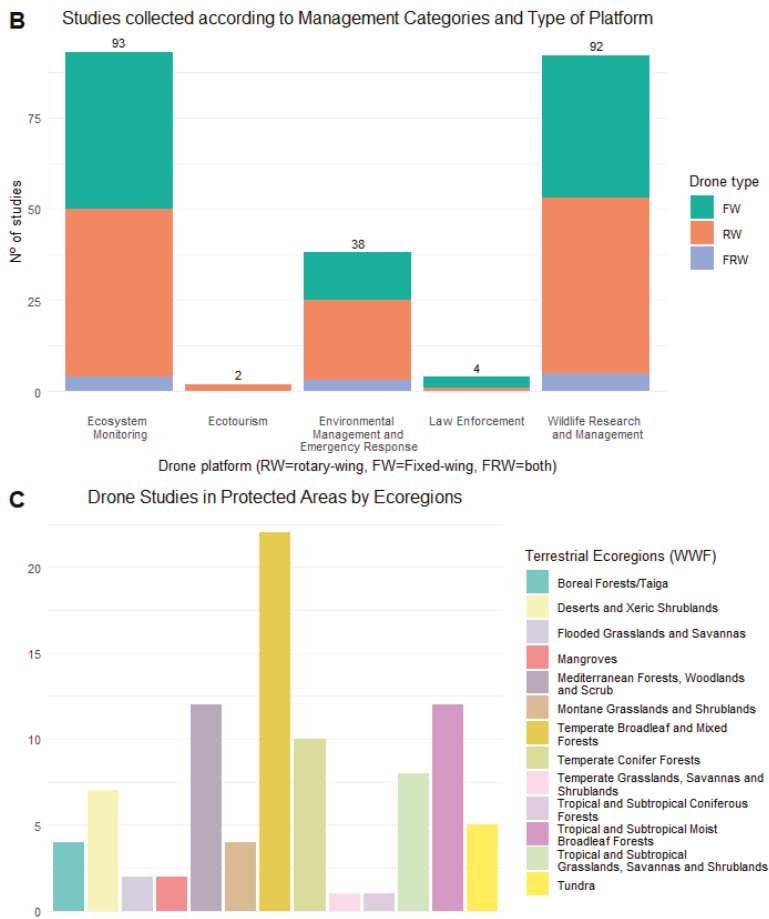 B
Studies collected according to Management Categories and Type of Platform
93
2
38
4
92
75
50
25
0
Nº of studies
Ecosystem
Monitoring
Ecotourism
Environmental
Management and
Emergency Response
Law Enforcement
Wildlife Research
and Management
Drone platform (RW=rotary-wing, FW=Fixed-wing, FRW=both)
Drone type
FW
RW
FRW
C
Drone Studies in Protected Areas by Ecoregions
20
15
10
5
0
Terrestrial Ecoregions (WWF)
Boreal Forests/Taiga
Deserts and Xeric Shrublands
Flooded Grasslands and Savannas
Mangroves
Mediterranean Forests, Woodlands
and Scrub
Montane Grasslands and Shrublands
Temperate Broadleaf and Mixed
Forests
Temperate Conifer Forests
Temperate Grasslands, Savannas and
Shrublands
Tropical and Subtropical Coniferous
Forests
Tropical and Subtropical Moist
Broadleaf Forests
Tropical and Subtropical
Grasslands, Savannas and Shrublands
Tundra